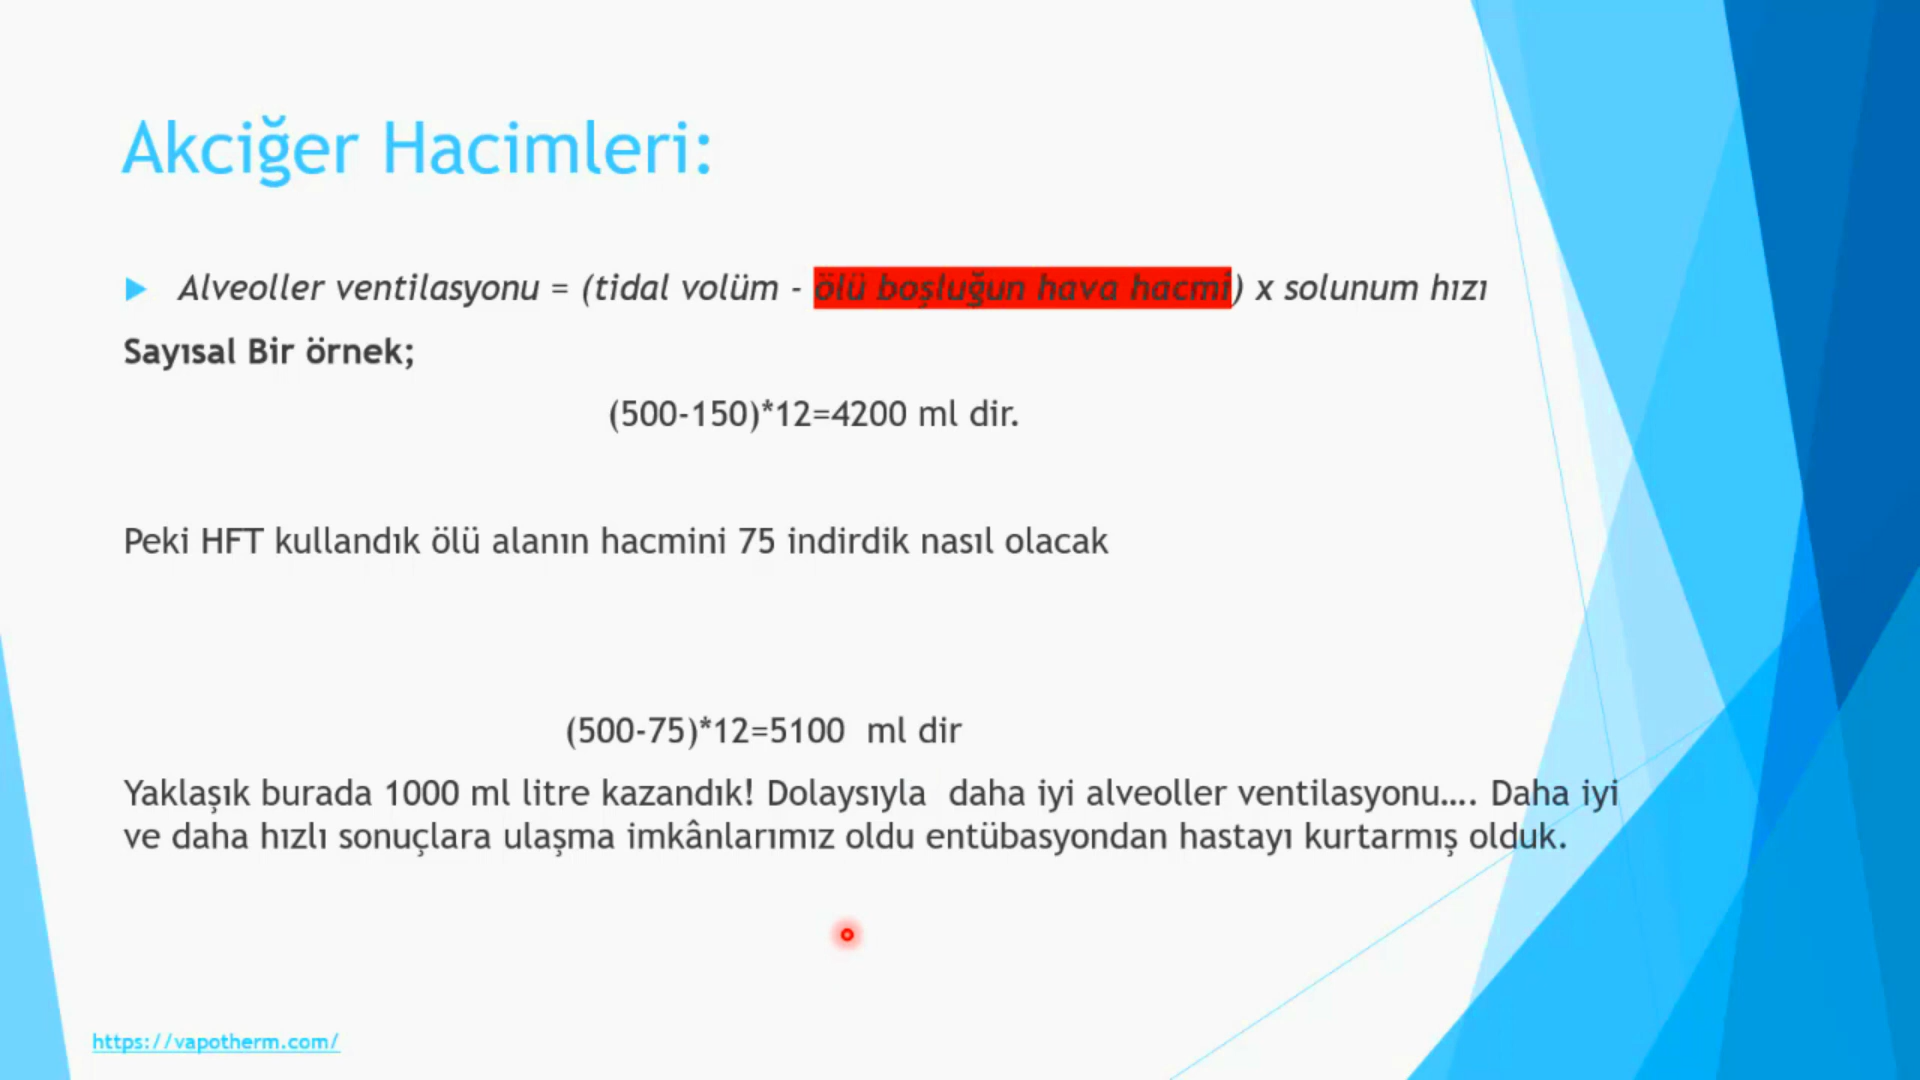 Akciğer Hacimleri:
Alveoller ventilasyonu = (tidal volüm - ölü boşluğun hava hacmi) x solunum hızı
Sayısal Bir örnek;
(500-150)*12=4200 ml dir.
Peki HFT kullandık ölü alanın hacmini 75 indirdik nasıl olacak
(500-75)*12=5100 ml dir
Yaklaşık burada 1000 ml litre kazandık! Dolaysıyla daha iyi alveoller ventilasyonu…. Daha iyi
ve daha hızlı sonuçlara ulaşma imkânlarımız oldu entübasyondan hastayı kurtarmış olduk.
https://vapotherm.com/